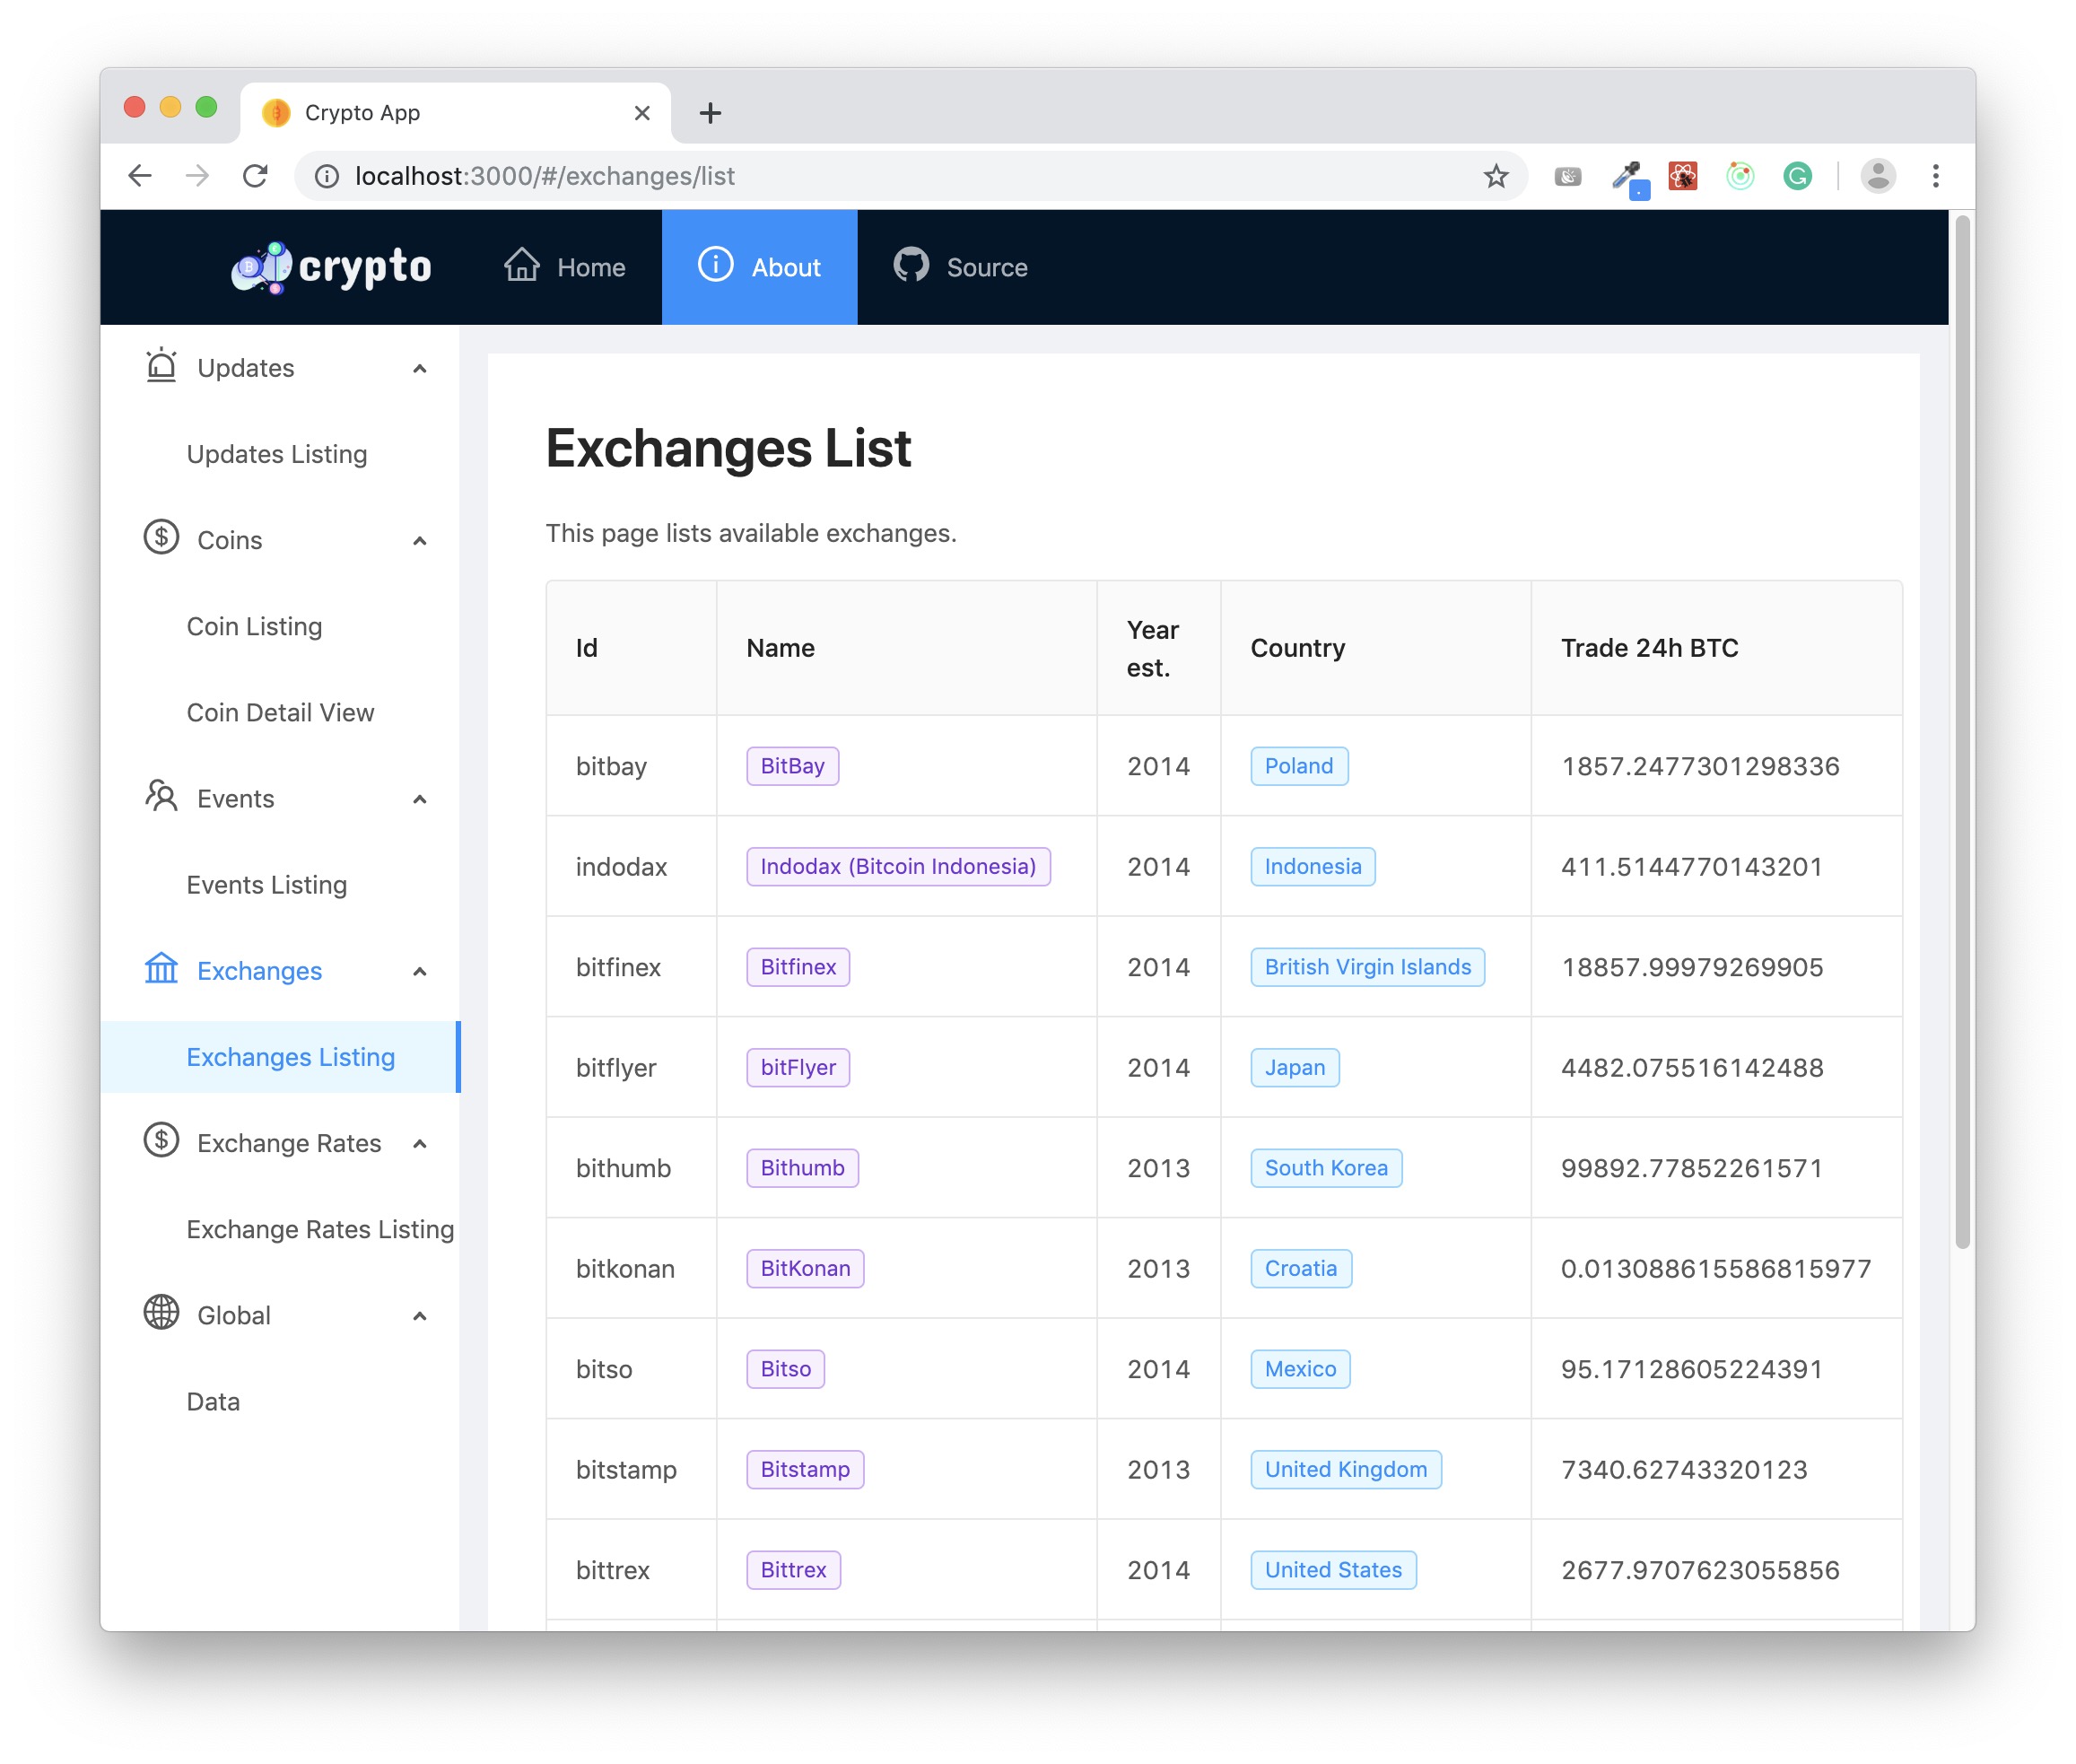 Crypto App
localhost:3000/#/exchanges/list
crypto
Home
About
Source
Updates
Updates Listing
Coins
Coin Listing
Coin Detail View
Events
Events Listing
Exchanges
Exchanges Listing
Exchange Rates
Exchange Rates Listing
Global
Data
Exchanges List
This page lists available exchanges.
Id Name Year est. Country Trade 24h BTC
bitbay BitBay 2014 Poland 1857.2477301298336
indodax Indodax (Bitcoin Indonesia) 2014 Indonesia 411.5144770143201
bitfinex Bitfinex 2014 British Virgin Islands 18857.99979269905
bitflyer bitFlyer 2014 Japan 4482.075516142488
bithumb Bithumb 2013 South Korea 99892.77852261571
bitkonan BitKonan 2013 Croatia 0.013088615586815977
bitso Bitso 2014 Mexico 95.17128605224391
bitstamp Bitstamp 2013 United Kingdom 7340.62743320123
bittrex Bittrex 2014 United States 2677.9707623055856